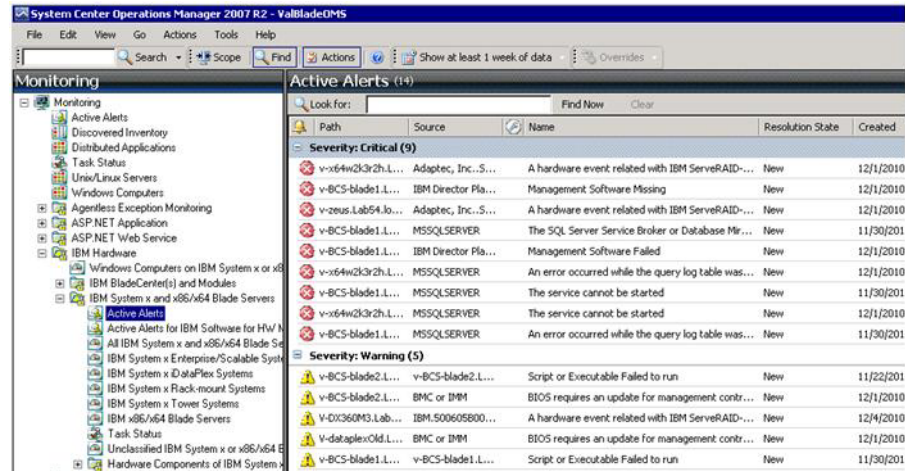 System Center Operations Manager 2007 R2 - ValBladeOMS
File Edit View Go Actions Tools Help
Search Scope Find Actions Show at least 1 week of data Overrides
Monitoring
Monitoring
Active Alerts
Discovered Inventory
Distributed Applications
Task Status
Unix/Linux Servers
Windows Computers
Agentless Exception Monitoring
ASP.NET Application
ASP.NET Web Service
IBM Hardware
Windows Computers on IBM System x or x8
IBM BladeCenter(s) and Modules
IBM System x and x86/x64 Blade Servers
Active Alerts
Active Alerts for IBM Software for HW M
All IBM System x and x86/x64 Blade Se
IBM System x Enterprise/Scalable Syste
IBM System x iDataPlex Systems
IBM System x Rack-mount Systems
IBM System x Tower Systems
IBM x86/x64 Blade Servers
Task Status
Unclassified IBM System x or x86/x64 B
Hardware Components of IBM System x
Active Alerts (14)
Look for: Find Now Clear
Path Source Name Resolution State Created
Severity: Critical (9)
v-x64w2k3r2h.L... Adaptec, Inc..S... A hardware event related with IBM ServeRAID-... New 12/1/2010
v-BCS-blade1.L... IBM Director Pla... Management Software Missing New 12/1/2010
v-zeus.Lab54.lo... Adaptec, Inc..S... A hardware event related with IBM ServeRAID-... New 12/1/2010
v-BCS-blade1.L... MSSQLSERVER The SQL Server Service Broker or Database Mir... New 11/30/201
v-BCS-blade1.L... IBM Director Pla... Management Software Failed New 12/1/2010
v-x64w2k3r2h.L... MSSQLSERVER An error occurred while the query log table was... New 12/1/2010
v-BCS-blade1.L... MSSQLSERVER The service cannot be started New 11/30/201
v-x64w2k3r2h.L... MSSQLSERVER The service cannot be started New 12/1/2010
v-BCS-blade1.L... MSSQLSERVER An error occurred while the query log table was... New 11/30/201
Severity: Warning (5)
v-BCS-blade2.L... v-BCS-blade2.L... Script or Executable Failed to run New 11/22/201
v-BCS-blade2.L... BMC or IMM BIOS requires an update for management contr... New 12/1/2010
V-DX360M3.Lab... IBM.500605B00... A hardware event related with IBM ServeRAID-... New 12/4/2010
V-dataplexOld.L... BMC or IMM BIOS requires an update for management contr... New 12/1/2010
v-BCS-blade1.L... v-BCS-blade1.L... Script or Executable Failed to run New 11/30/201